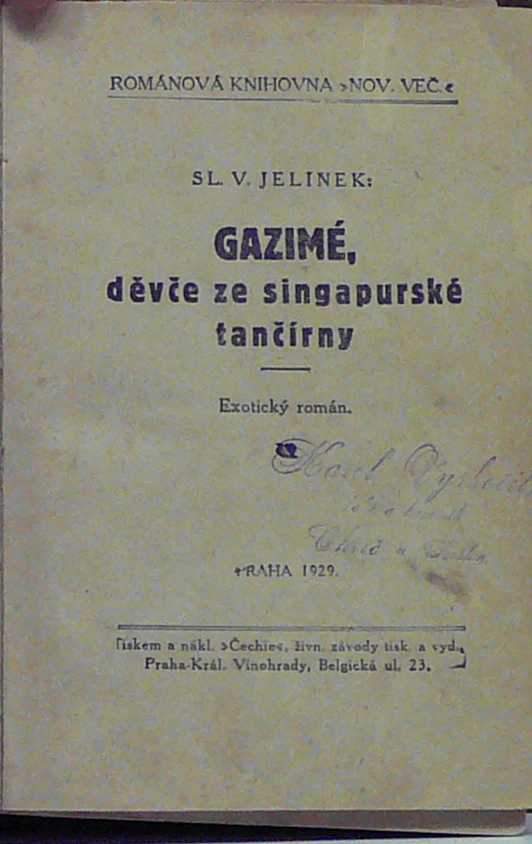 ROMÁNOVÁ KNIHOVNA »NOV. VEČ.«
SL. V. JELINEK:
GAZIMÉ,
děvče ze singapurské
tančírny
Exotický román.
Karel
PRAHA 1929.
Tiskem a nákl. »Čechie«, živn. závody tisk. a vyd.,
Praha-Král. Vinohrady, Belgická ul. 23.